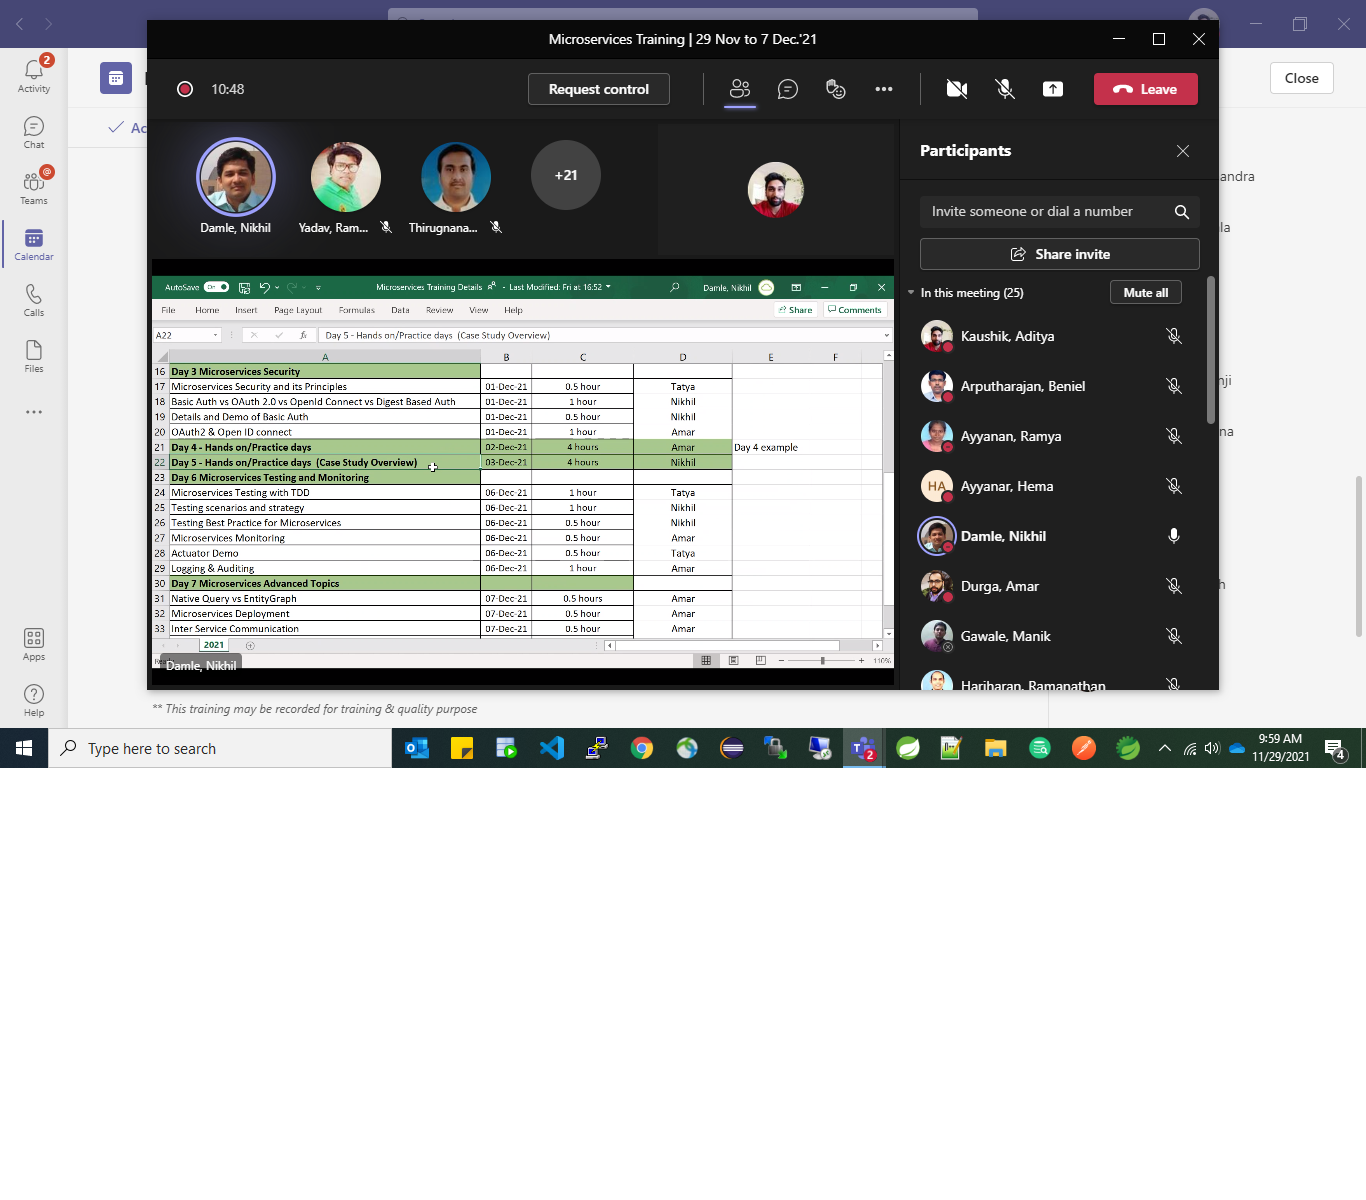 Microservices Training | 29 Nov to 7 Dec.'21
2
Activity
Chat
@
Teams
Calendar
Calls
Files
Apps
Help
Ac
Close
10:48
Request control
Leave
Damle, Nikhil
Yadav, Ram...
Thirugnana...
+21
Participants
Invite someone or dial a number
Share invite
In this meeting (25)
Mute all
Kaushik, Aditya
Arputharajan, Beniel
Ayyanan, Ramya
HA
Ayyanar, Hema
Damle, Nikhil
Durga, Amar
Gawale, Manik
Hariharan, Ramanathan
andra
la
nji
na
h
AutoSave On
Microservices Training Details - Last Modified: Fri at 16:52
Damle, Nikhil
File Home Insert Page Layout Formulas Data Review View Help
Share Comments
A22 fx Day 5 - Hands on/Practice days (Case Study Overview)
A B C D E F
16 Day 3 Microservices Security
17 Microservices Security and its Principles 01-Dec-21 0.5 hour Tatya
18 Basic Auth vs OAuth 2.0 vs OpenId Connect vs Digest Based Auth 01-Dec-21 1 hour Nikhil
19 Details and Demo of Basic Auth 01-Dec-21 0.5 hour Nikhil
20 OAuth2 & Open ID connect 01-Dec-21 1 hour Amar
21 Day 4 - Hands on/Practice days 02-Dec-21 4 hours Amar Day 4 example
22 Day 5 - Hands on/Practice days (Case Study Overview) 03-Dec-21 4 hours Nikhil
23 Day 6 Microservices Testing and Monitoring
24 Microservices Testing with TDD 06-Dec-21 1 hour Tatya
25 Testing scenarios and strategy 06-Dec-21 1 hour Nikhil
26 Testing Best Practice for Microservices 06-Dec-21 0.5 hour Nikhil
27 Microservices Monitoring 06-Dec-21 0.5 hour Amar
28 Actuator Demo 06-Dec-21 0.5 hour Tatya
29 Logging & Auditing 06-Dec-21 1 hour Amar
30 Day 7 Microservices Advanced Topics
31 Native Query vs EntityGraph 07-Dec-21 0.5 hours Amar
32 Microservices Deployment 07-Dec-21 0.5 hour Amar
33 Inter Service Communication 07-Dec-21 0.5 hour Amar
2021
Damle, Nikhil
110%
** This training may be recorded for training & quality purpose
Type here to search
2
9:59 AM
11/29/2021
4